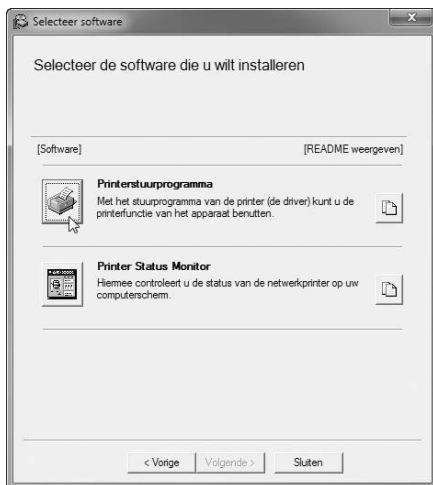 Selecteer software
Selecteer de software die u wilt installeren
[Software] [README weergeven]
Printerstuurprogramma
Met het stuurprogramma van de printer (de driver) kunt u de
printerfunctie van het apparaat benutten.
Printer Status Monitor
Hiermee controleert u de status van de netwerkprinter op uw
computerscherm.
< Vorige Volgende > Sluiten